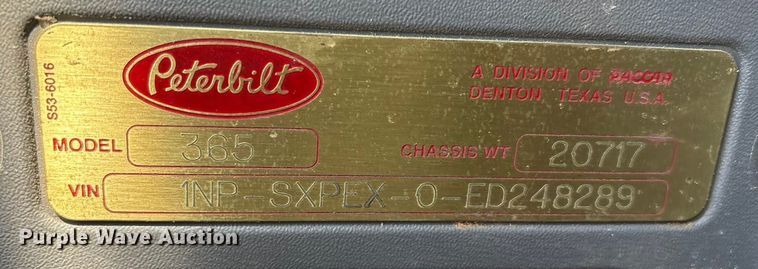 S53-6016
Peterbilt
A DIVISION OF PACCAR
DENTON, TEXAS U.S.A.
MODEL 365
CHASSIS WT 20717
VIN 1NP-SXPEX-0-ED248289
Purple Wave Auction